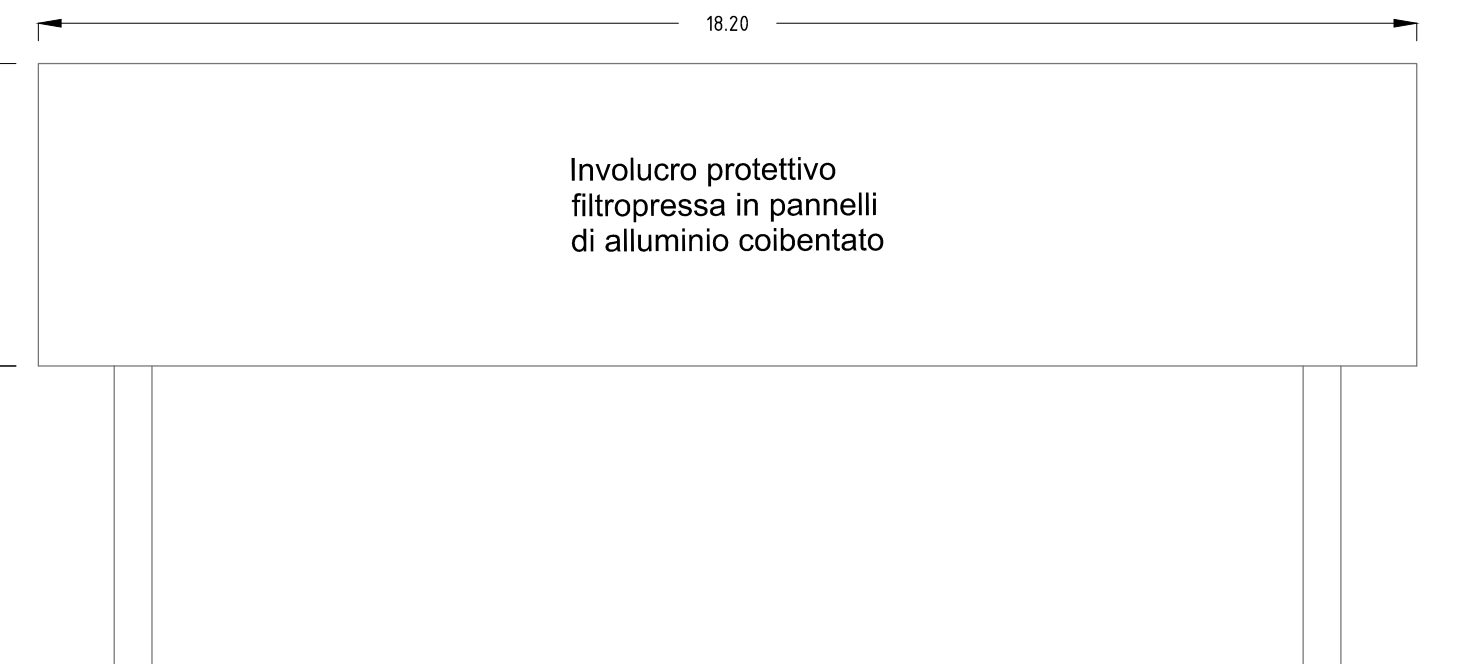 18.20
Involucro protettivo
filtropressa in pannelli
di alluminio coibentato